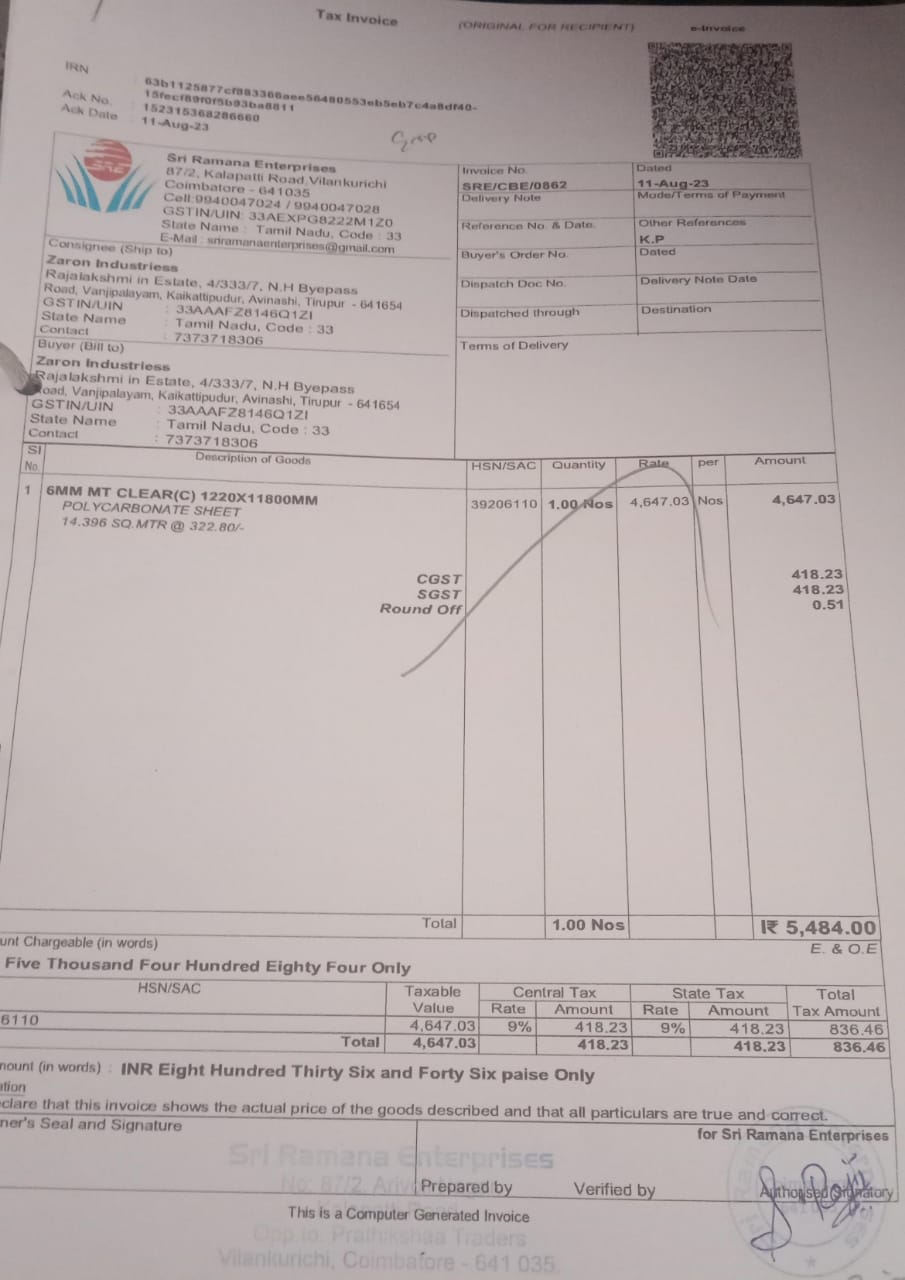 Tax Invoice
(ORIGINAL FOR RECIPIENT)
e-Invoice
IRN : 63b1125877cf883366aee56480553eb5eb7c4a8df40-
15fecf89f0f5b93ba8811
Ack No. : 152315368286660
Ack Date : 11-Aug-23
SRE
Sri Ramana Enterprises
87/2, Kalapatti Road,Vilankurichi
Coimbatore - 641035
Cell:9940047024 / 9940047028
GSTIN/UIN: 33AEXPG8222M1Z0
State Name : Tamil Nadu, Code : 33
E-Mail : sriramanaenterprises@gmail.com
Invoice No. Dated
SRE/CBE/0862 11-Aug-23
Delivery Note Mode/Terms of Payment
Reference No. & Date. Other References
K.P
Buyer's Order No. Dated
Dispatch Doc No. Delivery Note Date
Dispatched through Destination
Terms of Delivery
Consignee (Ship to)
Zaron Industriess
Rajalakshmi in Estate, 4/333/7, N.H Byepass
Road, Vanjipalayam, Kaikattipudur, Avinashi, Tirupur - 641654
GSTIN/UIN : 33AAAFZ8146Q1ZI
State Name : Tamil Nadu, Code : 33
Contact : 7373718306
Buyer (Bill to)
Zaron Industriess
Rajalakshmi in Estate, 4/333/7, N.H Byepass
Road, Vanjipalayam, Kaikattipudur, Avinashi, Tirupur - 641654
GSTIN/UIN : 33AAAFZ8146Q1ZI
State Name : Tamil Nadu, Code : 33
Contact : 7373718306
Sl No. Description of Goods HSN/SAC Quantity Rate per Amount
1 6MM MT CLEAR(C) 1220X11800MM 39206110 1.00 Nos 4,647.03 Nos 4,647.03
POLYCARBONATE SHEET
14.396 SQ.MTR @ 322.80/-
CGST 418.23
SGST 418.23
Round Off 0.51
Total 1.00 Nos I₹ 5,484.00
unt Chargeable (in words) E. & O.E
Five Thousand Four Hundred Eighty Four Only
HSN/SAC Taxable Value Central Tax State Tax Total Tax Amount
Rate Amount Rate Amount
6110 4,647.03 9% 418.23 9% 418.23 836.46
Total 4,647.03 418.23 418.23 836.46
mount (in words) : INR Eight Hundred Thirty Six and Forty Six paise Only
ation
clare that this invoice shows the actual price of the goods described and that all particulars are true and correct.
ner's Seal and Signature
for Sri Ramana Enterprises
Sri Ramana Enterprises
No: 87/2,
Prepared by Verified by Authorised Signatory
This is a Computer Generated Invoice
Opp.to. Prathikshaa Traders
Vilankurichi, Coimbatore - 641 035